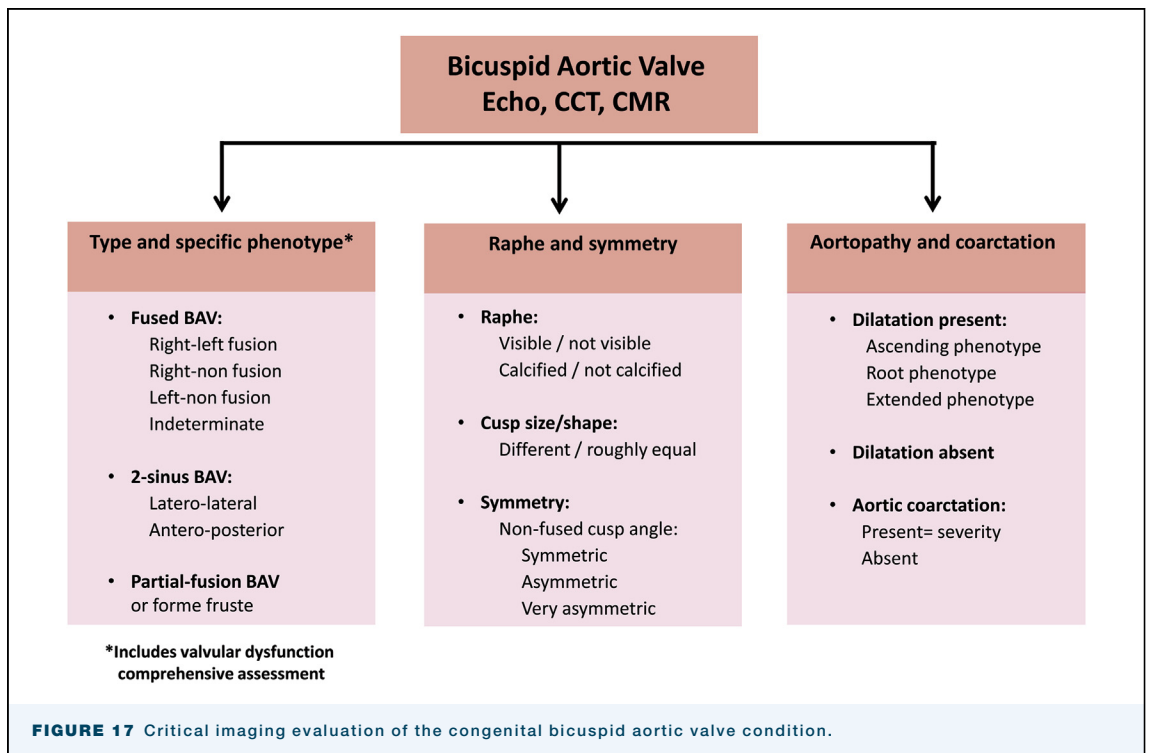 Bicuspid Aortic Valve
Echo, CCT, CMR
Type and specific phenotype*
• Fused BAV:
Right-left fusion
Right-non fusion
Left-non fusion
Indeterminate
• 2-sinus BAV:
Latero-lateral
Antero-posterior
• Partial-fusion BAV
or forme fruste
*Includes valvular dysfunction
comprehensive assessment
Raphe and symmetry
• Raphe:
Visible / not visible
Calcified / not calcified
• Cusp size/shape:
Different / roughly equal
• Symmetry:
Non-fused cusp angle:
Symmetric
Asymmetric
Very asymmetric
Aortopathy and coarctation
• Dilatation present:
Ascending phenotype
Root phenotype
Extended phenotype
• Dilatation absent
• Aortic coarctation:
Present= severity
Absent
FIGURE 17 Critical imaging evaluation of the congenital bicuspid aortic valve condition.